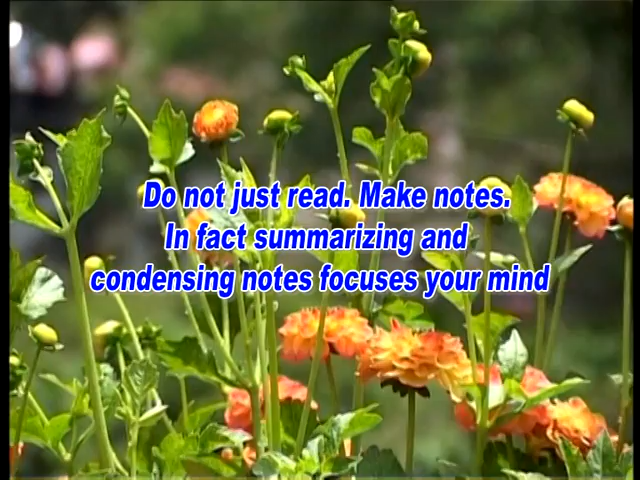 Do not just read. Make notes.
In fact summarizing and
condensing notes focuses your mind